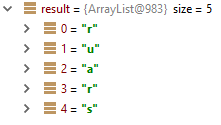 result = {ArrayList@983} size = 5
0 = "r"
1 = "u"
2 = "a"
3 = "r"
4 = "s"